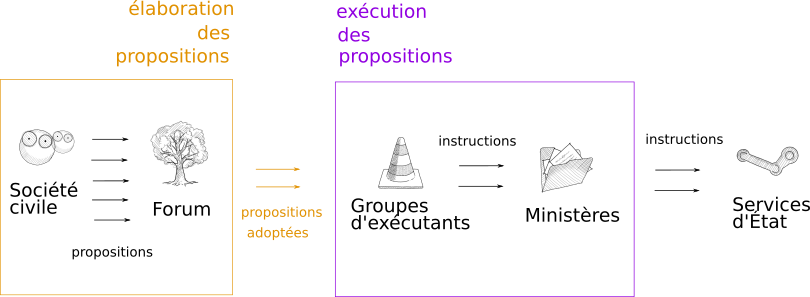 élaboration
des
propositions
exécution
des
propositions
Société
civile
Forum
propositions
propositions
adoptées
instructions
Groupes
d'exécutants
Ministères
instructions
Services
d'État